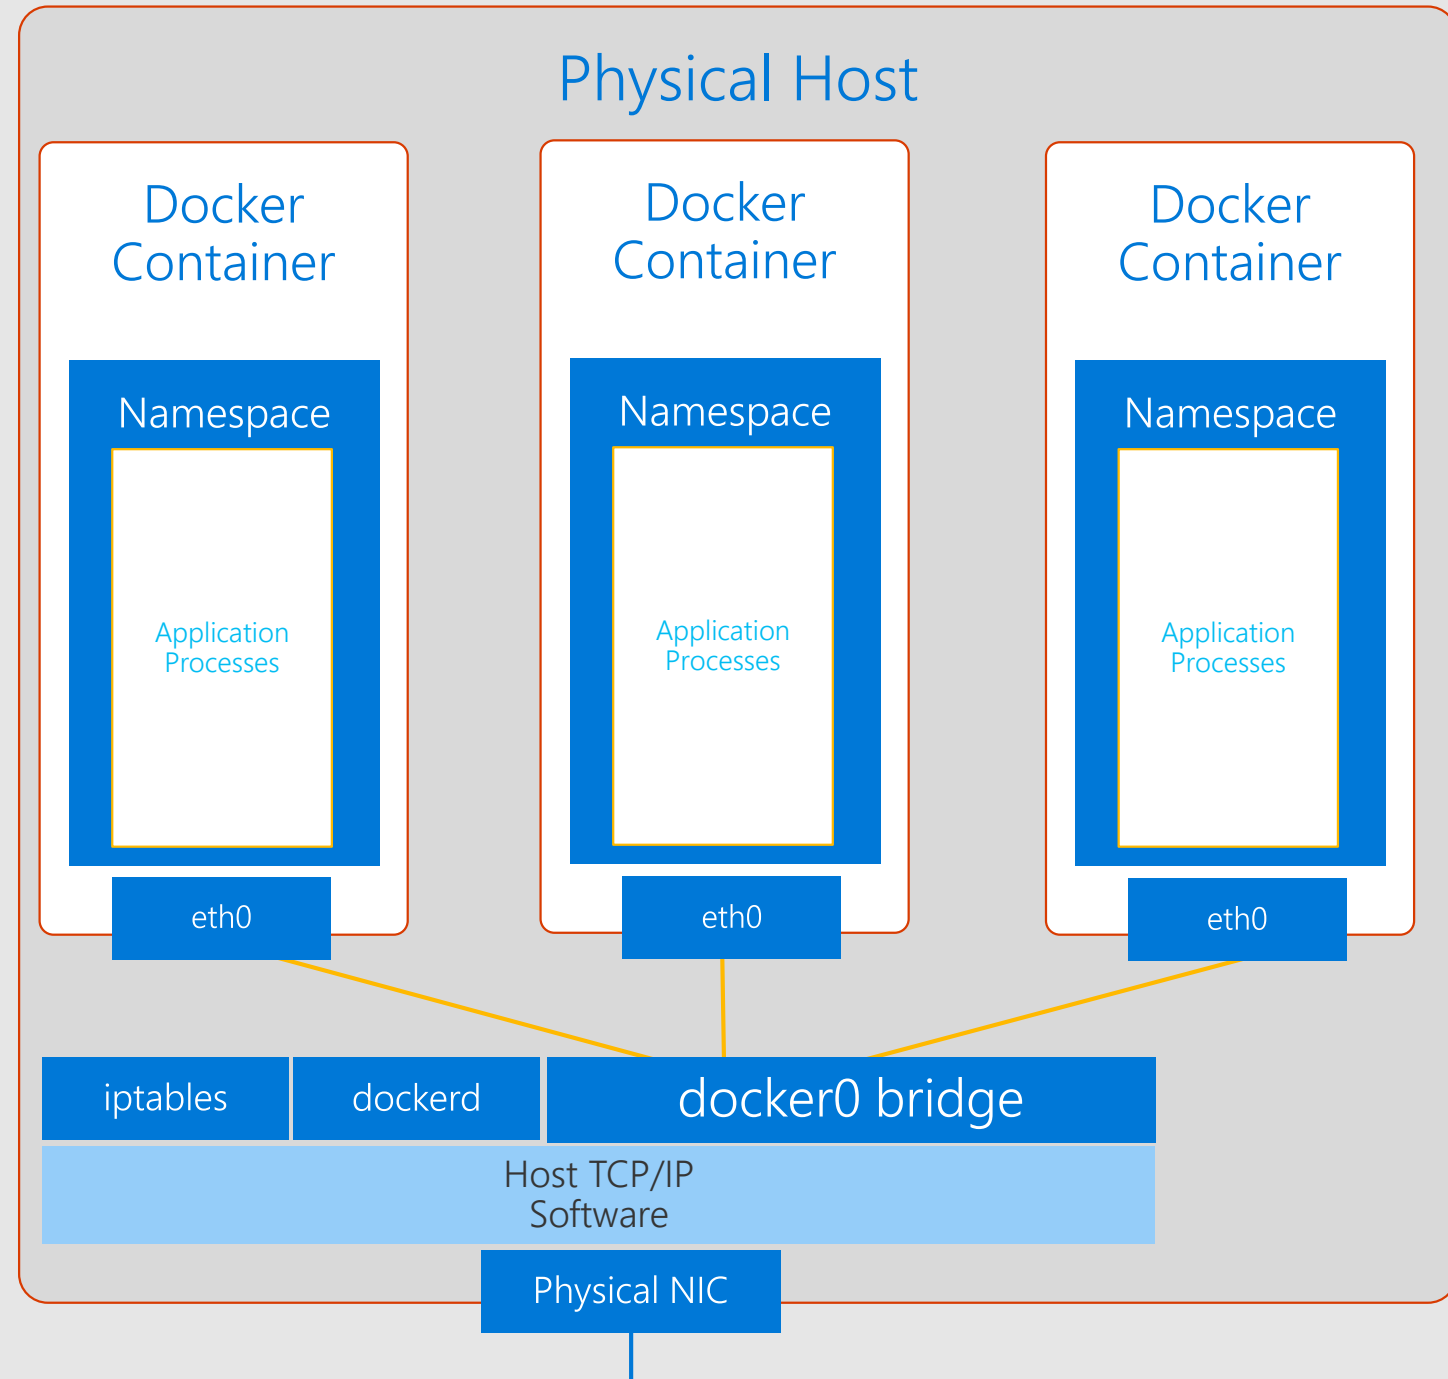 Physical Host
Docker
Container
Namespace
Application
Processes
eth0
Docker
Container
Namespace
Application
Processes
eth0
Docker
Container
Namespace
Application
Processes
eth0
iptables
dockerd
docker0 bridge
Host TCP/IP
Software
Physical NIC